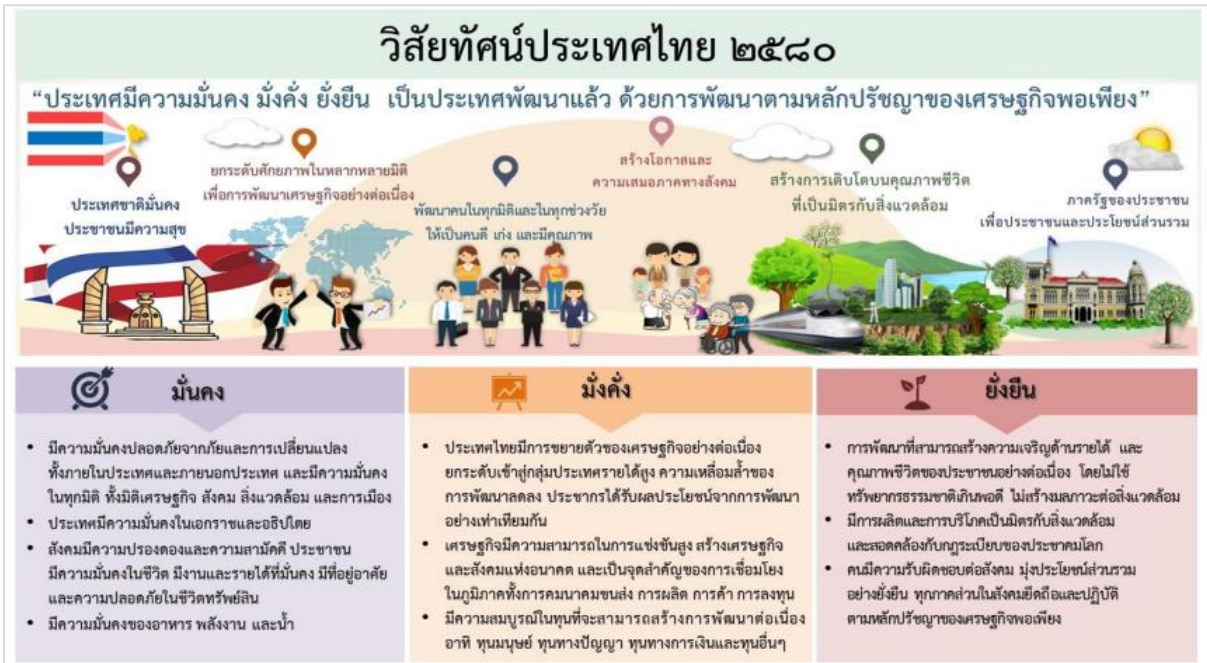 วิสัยทัศน์ประเทศไทย ๒๕๘๐
“ประเทศมีความมั่นคง มั่งคั่ง ยั่งยืน เป็นประเทศพัฒนาแล้ว ด้วยการพัฒนาตามหลักปรัชญาของเศรษฐกิจพอเพียง”
ประเทศชาติมั่นคง
ประชาชนมีความสุข
ยกระดับศักยภาพในหลากหลายมิติ
เพื่อการพัฒนาเศรษฐกิจอย่างต่อเนื่อง
พัฒนาคนในทุกมิติและในทุกช่วงวัย
ให้เป็นคนดี เก่ง และมีคุณภาพ
สร้างโอกาสและ
ความเสมอภาคทางสังคม
สร้างการเติบโตบนคุณภาพชีวิต
ที่เป็นมิตรกับสิ่งแวดล้อม
ภาครัฐของประชาชน
เพื่อประชาชนและประโยชน์ส่วนรวม
มั่นคง
• มีความมั่นคงปลอดภัยจากภัยและการเปลี่ยนแปลง
ทั้งภายในประเทศและภายนอกประเทศ และมีความมั่นคง
ในทุกมิติ ทั้งมิติเศรษฐกิจ สังคม สิ่งแวดล้อม และการเมือง
• ประเทศมีความมั่นคงในเอกราชและอธิปไตย
• สังคมมีความปรองดองและความสามัคคี ประชาชน
มีความมั่นคงในชีวิต มีงานและรายได้ที่มั่นคง มีที่อยู่อาศัย
และความปลอดภัยในชีวิตทรัพย์สิน
• มีความมั่นคงของอาหาร พลังงาน และน้ำ
มั่งคั่ง
• ประเทศไทยมีการขยายตัวของเศรษฐกิจอย่างต่อเนื่อง
ยกระดับเข้าสู่กลุ่มประเทศรายได้สูง ความเหลื่อมล้ำของ
การพัฒนาลดลง ประชากรได้รับผลประโยชน์จากการพัฒนา
อย่างเท่าเทียมกัน
• เศรษฐกิจมีความสามารถในการแข่งขันสูง สร้างเศรษฐกิจ
และสังคมแห่งอนาคต และเป็นจุดสำคัญของการเชื่อมโยง
ในภูมิภาคทั้งการคมนาคมขนส่ง การผลิต การค้า การลงทุน
• มีความสมบูรณ์ในทุนที่จะสามารถสร้างการพัฒนาต่อเนื่อง
อาทิ ทุนมนุษย์ ทุนทางปัญญา ทุนทางการเงินและทุนอื่นๆ
ยั่งยืน
• การพัฒนาที่สามารถสร้างความเจริญด้านรายได้ และ
คุณภาพชีวิตของประชาชนอย่างต่อเนื่อง โดยไม่ใช้
ทรัพยากรธรรมชาติเกินพอดี ไม่สร้างมลภาวะต่อสิ่งแวดล้อม
• มีการผลิตและการบริโภคเป็นมิตรกับสิ่งแวดล้อม
และสอดคล้องกับกฎระเบียบของประชาคมโลก
• คนมีความรับผิดชอบต่อสังคม มุ่งประโยชน์ส่วนรวม
อย่างยั่งยืน ทุกภาคส่วนในสังคมยึดถือและปฏิบัติ
ตามหลักปรัชญาของเศรษฐกิจพอเพียง